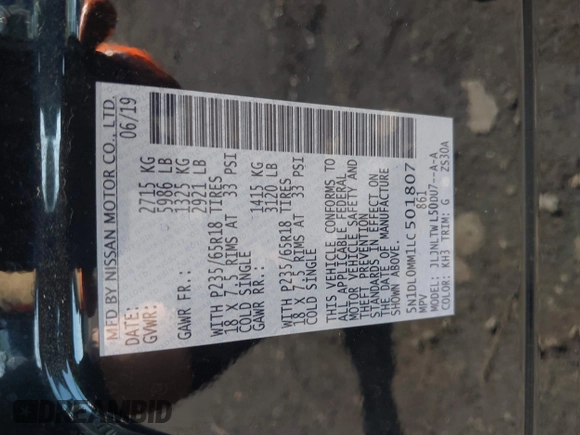 MFD BY NISSAN MOTOR CO., LTD.
DATE: 06/19
GVWR: 2715 KG
5986 LB
GAWR FR.: 1325 KG
2921 LB
WITH P235/65R18 TIRES
18 X 7.5 RIMS AT 33 PSI
COLD SINGLE
GAWR RR.: 1415 KG
3120 LB
WITH P235/65R18 TIRES
18 X 7.5 RIMS AT 33 PSI
COLD SINGLE
THIS VEHICLE CONFORMS TO
ALL APPLICABLE FEDERAL
MOTOR VEHICLE SAFETY AND
THEFT PREVENTION
STANDARDS IN EFFECT ON
THE DATE OF MANUFACTURE
SHOWN ABOVE.
5N1DL0MM1LC501807
MPV 865
MODEL: JLJNLTWL50DU7--A-A
COLOR: KH3 TRIM: G ZS30A
DREAMBID